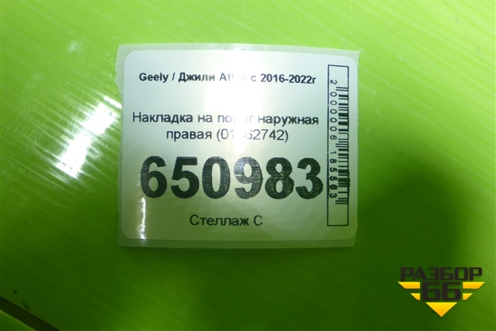 Geely / Джили с 2016-2022г
Накладка на наружная
правая
650983
Стеллаж С
РАЗБОР
66